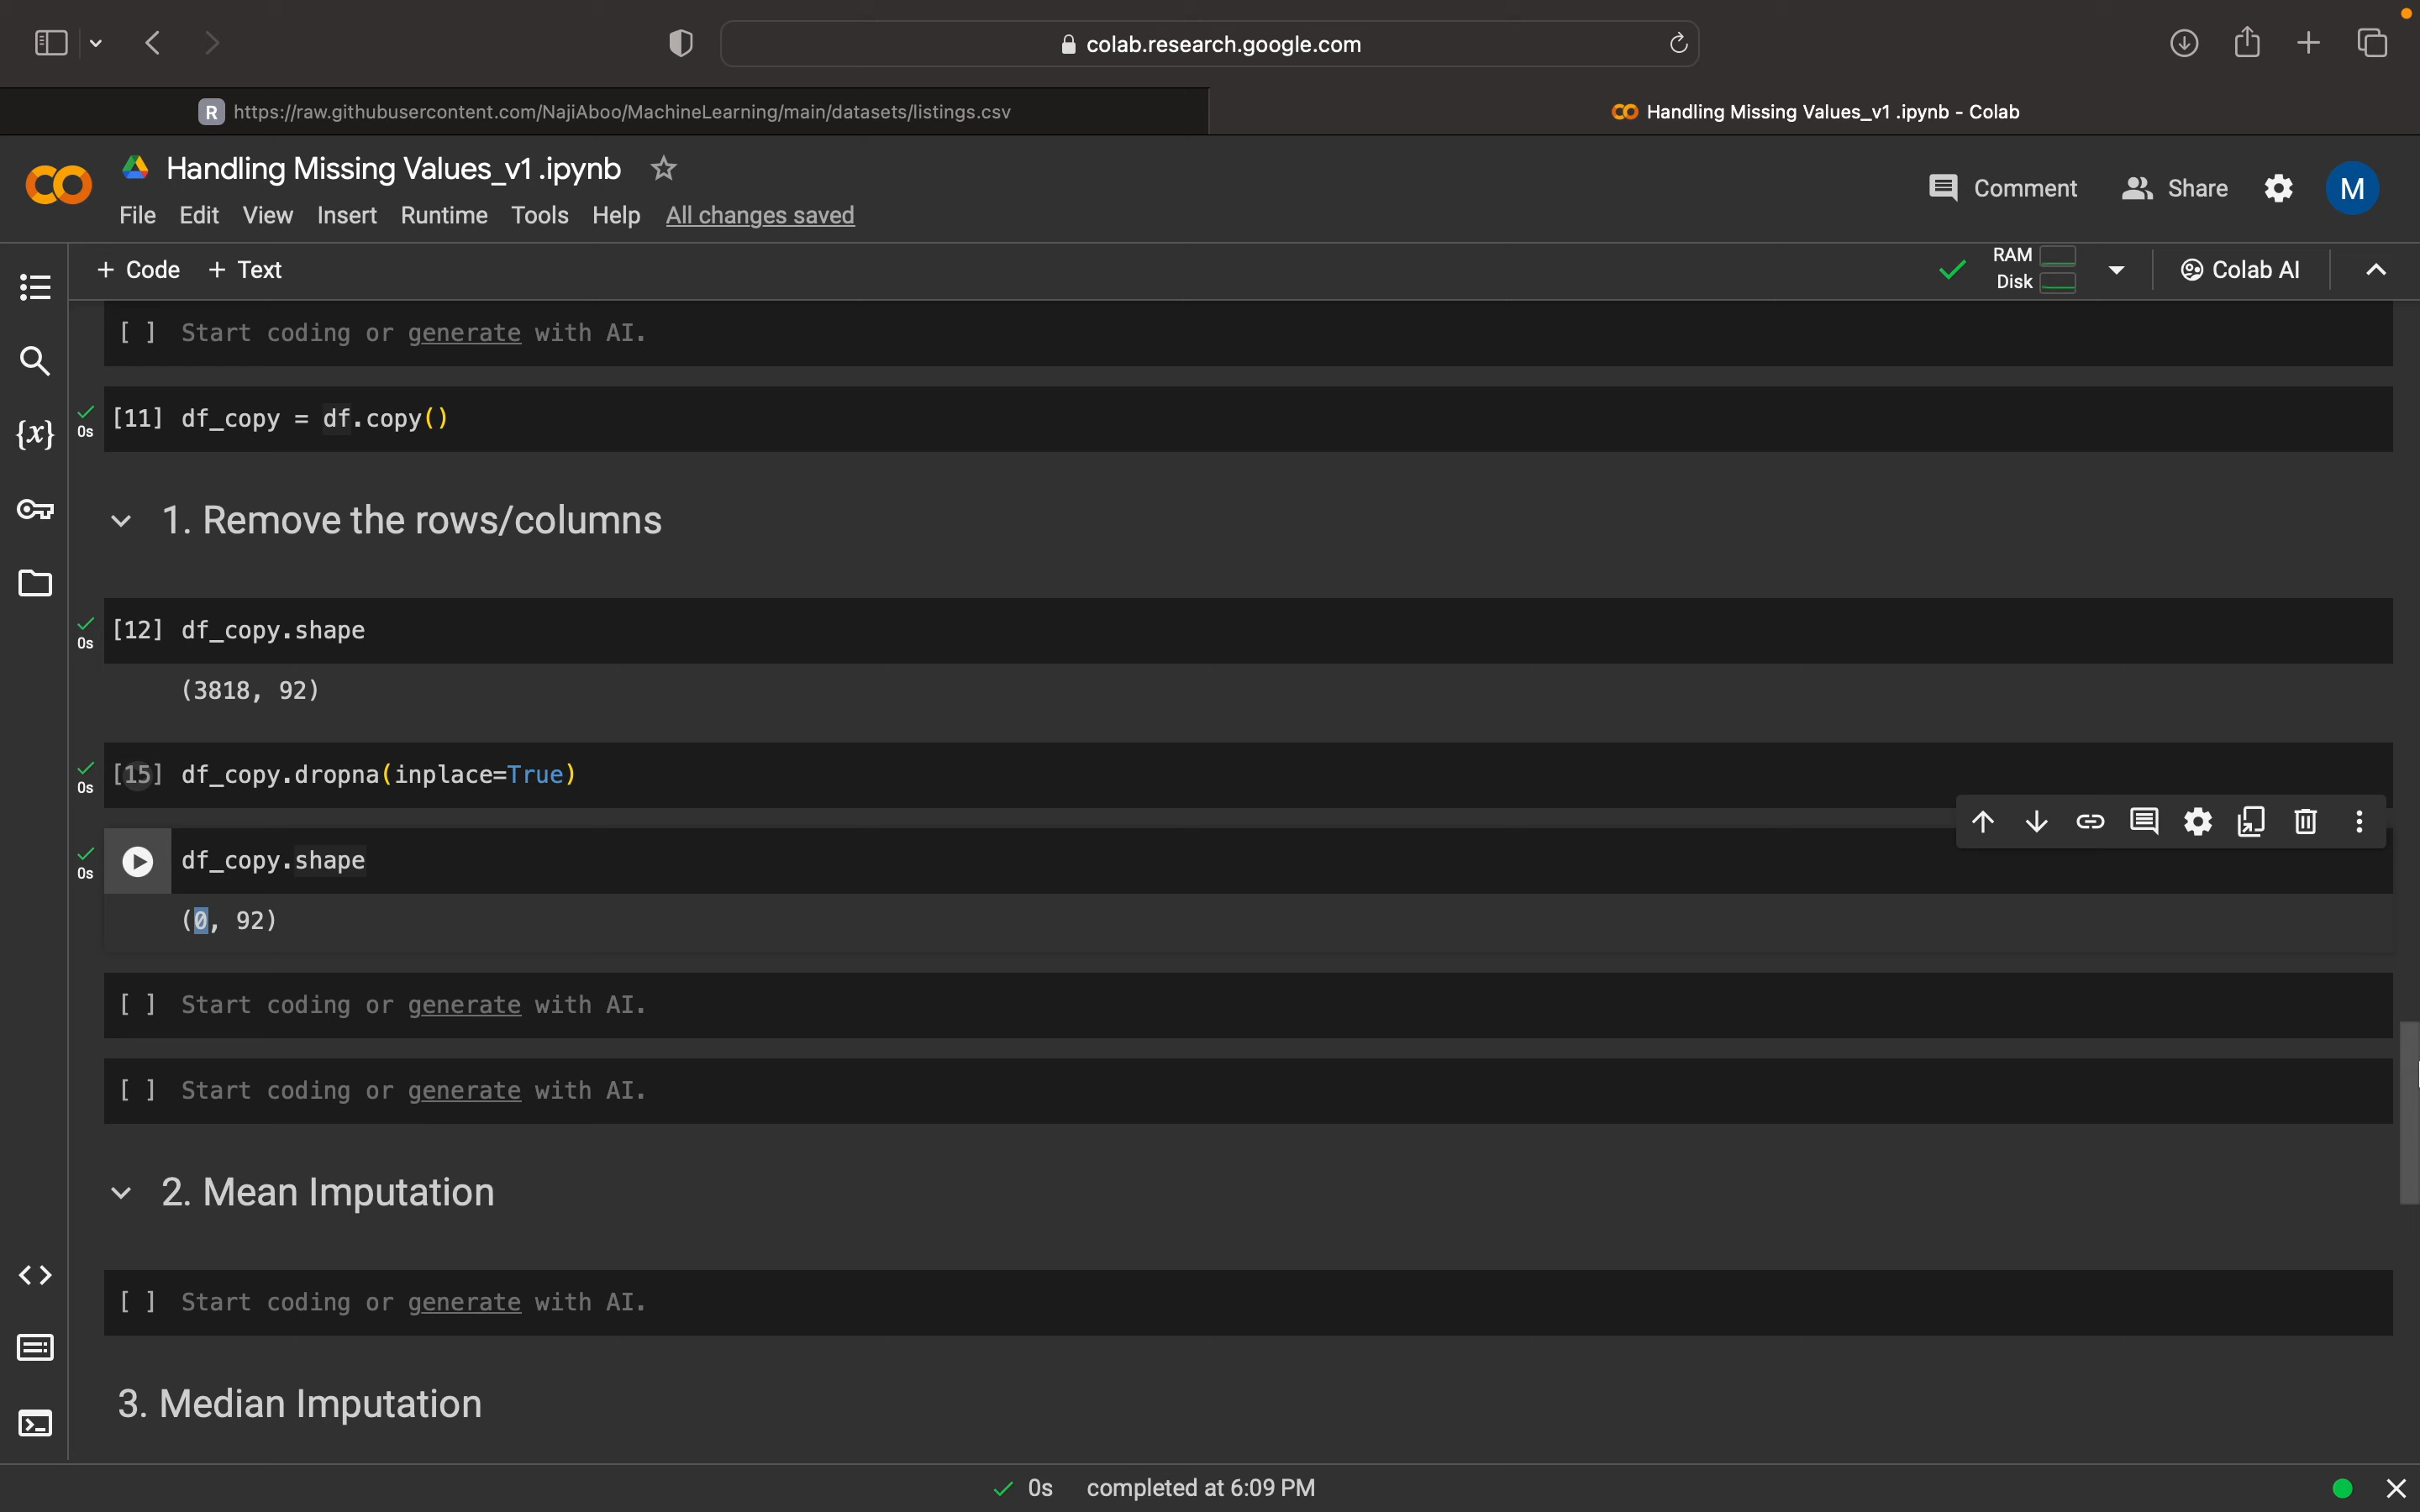 colab.research.google.com
R https://raw.githubusercontent.com/NajiAboo/MachineLearning/main/datasets/listings.csv
Handling Missing Values_v1 .ipynb - Colab
Handling Missing Values_v1 .ipynb
Comment
Share
M
File Edit View Insert Runtime Tools Help All changes saved
+ Code + Text
RAM
Disk
Colab AI
[ ] Start coding or generate with AI.
{x}
0s
[11] df_copy = df.copy()
1. Remove the rows/columns
0s
[12] df_copy.shape
(3818, 92)
0s
[15] df_copy.dropna(inplace=True)
0s
df_copy.shape
(0, 92)
[ ] Start coding or generate with AI.
[ ] Start coding or generate with AI.
2. Mean Imputation
[ ] Start coding or generate with AI.
3. Median Imputation
0s completed at 6:09 PM